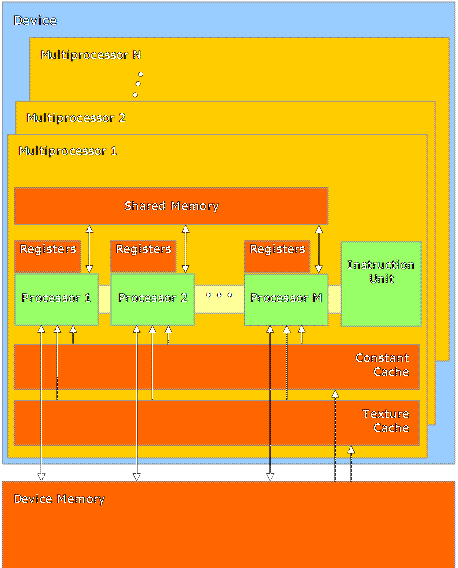 Device
Multiprocessor N
Multiprocessor 2
Multiprocessor 1
Shared Memory
Registers
Registers
Registers
Processor 1
Processor 2
Processor M
Instruction
Unit
Constant
Cache
Texture
Cache
Device Memory